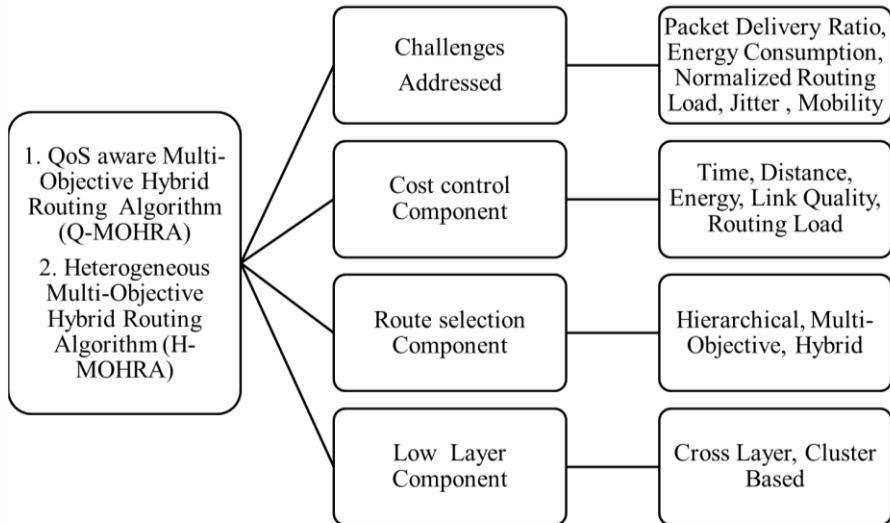 1. QoS aware Multi-
Objective Hybrid
Routing Algorithm
(Q-MOHRA)
2. Heterogeneous
Multi-Objective
Hybrid Routing
Algorithm (H-
MOHRA)
Challenges
Addressed
Packet Delivery Ratio,
Energy Consumption,
Normalized Routing
Load, Jitter , Mobility
Cost control
Component
Time, Distance,
Energy, Link Quality,
Routing Load
Route selection
Component
Hierarchical, Multi-
Objective, Hybrid
Low Layer
Component
Cross Layer, Cluster
Based